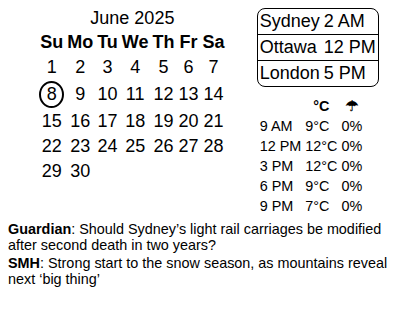 June 2025
Su Mo Tu We Th Fr Sa
1 2 3 4 5 6 7
8 9 10 11 12 13 14
15 16 17 18 19 20 21
22 23 24 25 26 27 28
29 30
Sydney 2 AM
Ottawa 12 PM
London 5 PM
°C ☂
9 AM 9°C 0%
12 PM 12°C 0%
3 PM 12°C 0%
6 PM 9°C 0%
9 PM 7°C 0%
Guardian: Should Sydney’s light rail carriages be modified
after second death in two years?
SMH: Strong start to the snow season, as mountains reveal
next ‘big thing’